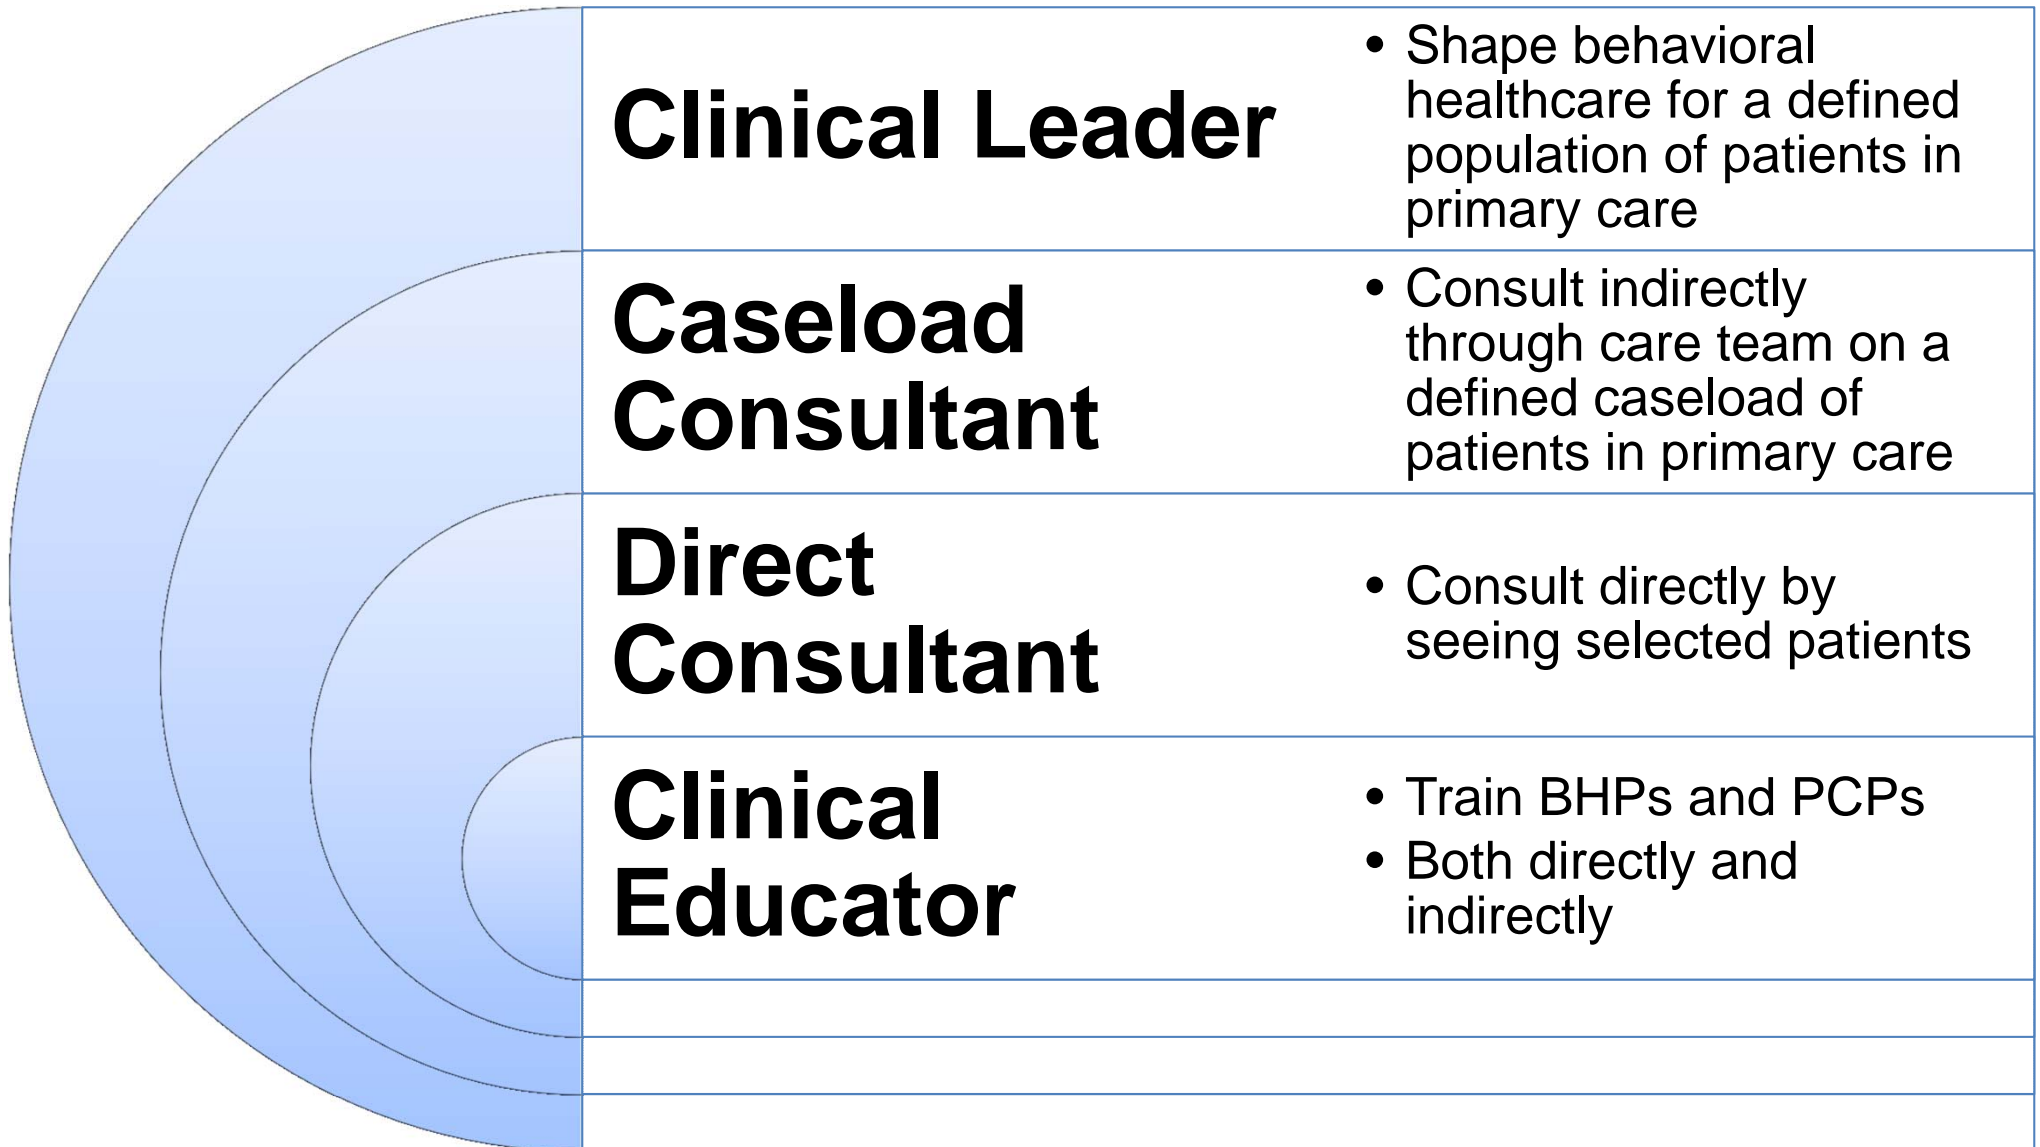 Clinical Leader
• Shape behavioral
healthcare for a defined
population of patients in
primary care
Caseload
Consultant
• Consult indirectly
through care team on a
defined caseload of
patients in primary care
Direct
Consultant
• Consult directly by
seeing selected patients
Clinical
Educator
• Train BHPs and PCPs
• Both directly and
indirectly